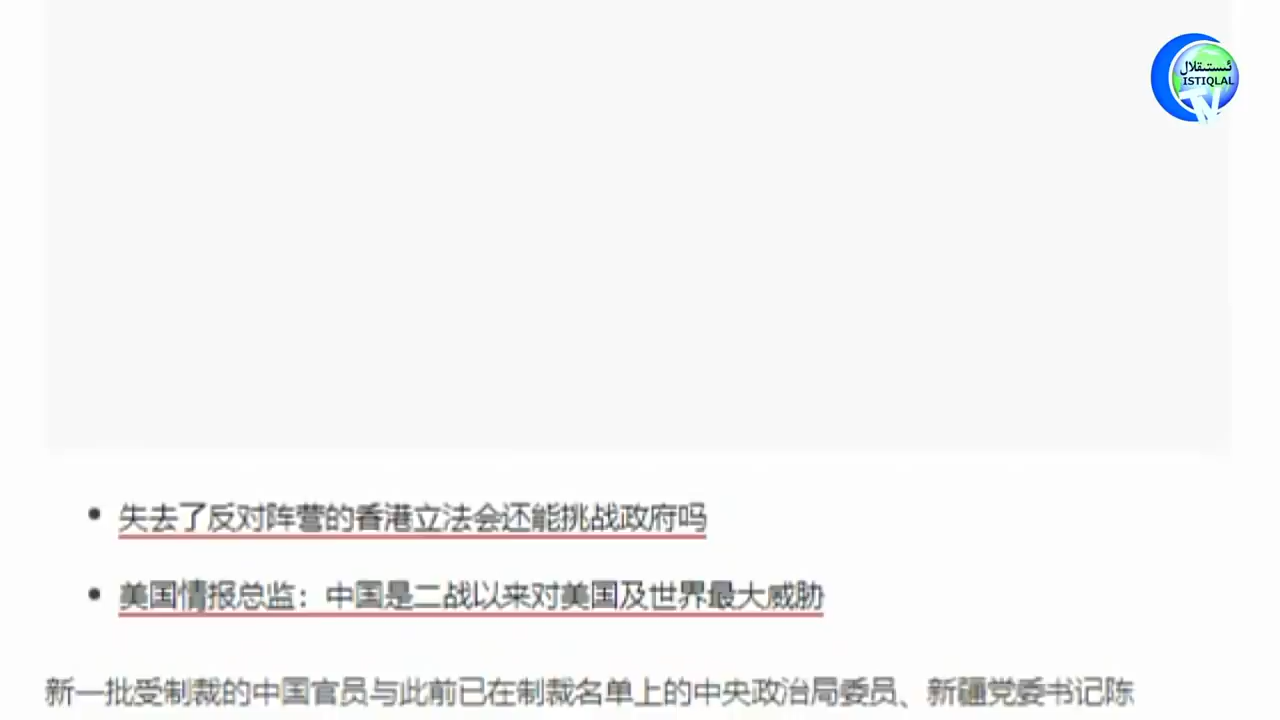 ئىستىقلال
ISTIQLAL
TV
失去了反对阵营的香港立法会还能挑战政府吗
美国情报总监：中国是二战以来对美国及世界最大威胁
新一批受制裁的中国官员与此前已在制裁名单上的中央政治局委员、新疆党委书记陈